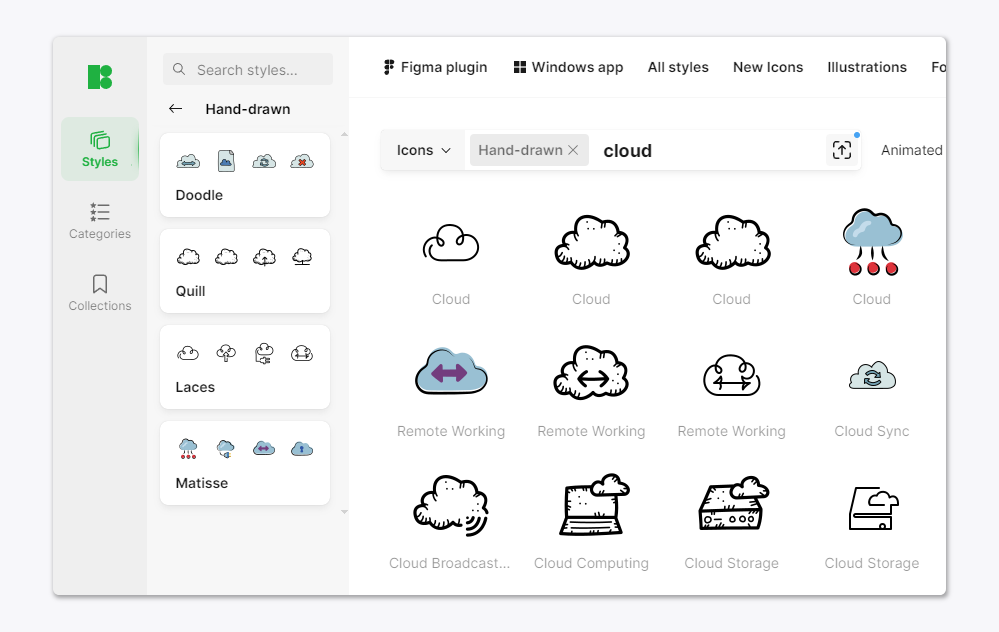 Styles
Categories
Collections
Search styles...
Hand-drawn
Doodle
Quill
Laces
Matisse
Figma plugin Windows app All styles New Icons Illustrations Fo
Icons Hand-drawn cloud Animated
Cloud Cloud Cloud Cloud
Remote Working Remote Working Remote Working Cloud Sync
Cloud Broadcast... Cloud Computing Cloud Storage Cloud Storage